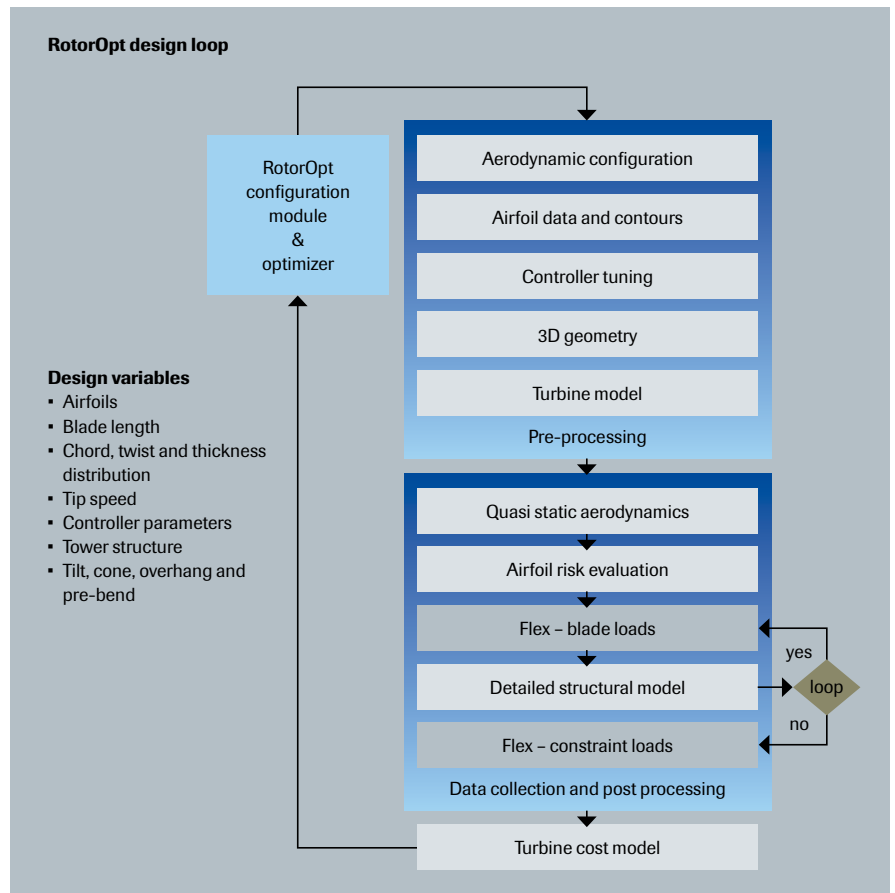 RotorOpt design loop
RotorOpt
configuration
module
&
optimizer
Design variables
▪ Airfoils
▪ Blade length
▪ Chord, twist and thickness
distribution
▪ Tip speed
▪ Controller parameters
▪ Tower structure
▪ Tilt, cone, overhang and
pre-bend
Aerodynamic configuration
Airfoil data and contours
Controller tuning
3D geometry
Turbine model
Pre-processing
Quasi static aerodynamics
Airfoil risk evaluation
Flex – blade loads
Detailed structural model
Flex – constraint loads
Data collection and post processing
yes
loop
no
Turbine cost model